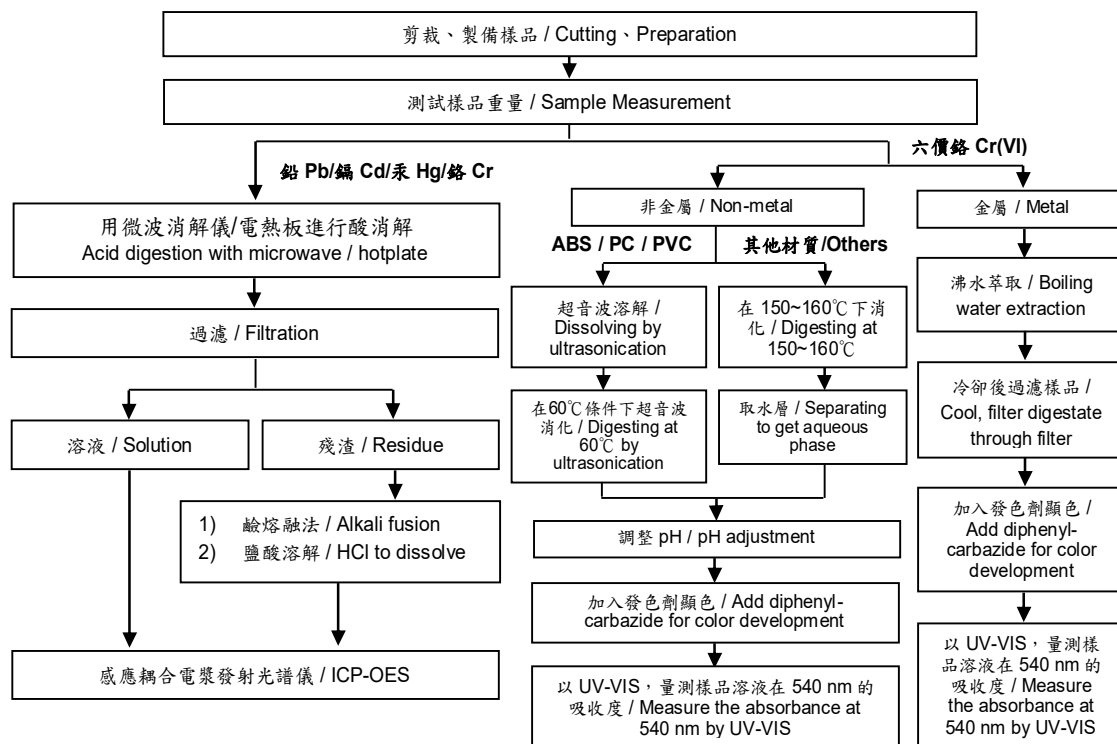 剪裁、製備樣品 / Cutting、Preparation
測試樣品重量 / Sample Measurement
鉛 Pb/鎘 Cd/汞 Hg/鉻 Cr
六價鉻 Cr(VI)
用微波消解儀/電熱板進行酸消解
Acid digestion with microwave / hotplate
過濾 / Filtration
溶液 / Solution
殘渣 / Residue
1) 鹼熔融法 / Alkali fusion
2) 鹽酸溶解 / HCl to dissolve
感應耦合電漿發射光譜儀 / ICP-OES
非金屬 / Non-metal
ABS / PC / PVC
其他材質/Others
超音波溶解 /
Dissolving by
ultrasonication
在60℃條件下超音波
消化 / Digesting at
60℃ by
ultrasonication
在 150~160℃下消
化 / Digesting at
150~160℃
取水層 / Separating
to get aqueous
phase
調整 pH / pH adjustment
加入發色劑顯色 / Add diphenyl-
carbazide for color development
以 UV-VIS，量測樣品溶液在 540 nm 的
吸收度 / Measure the absorbance at
540 nm by UV-VIS
金屬 / Metal
沸水萃取 / Boiling
water extraction
冷卻後過濾樣品 /
Cool, filter digestate
through filter
加入發色劑顯色 /
Add diphenyl-
carbazide for color
development
以 UV-VIS，量測樣
品溶液在 540 nm 的
吸收度 / Measure
the absorbance at
540 nm by UV-VIS